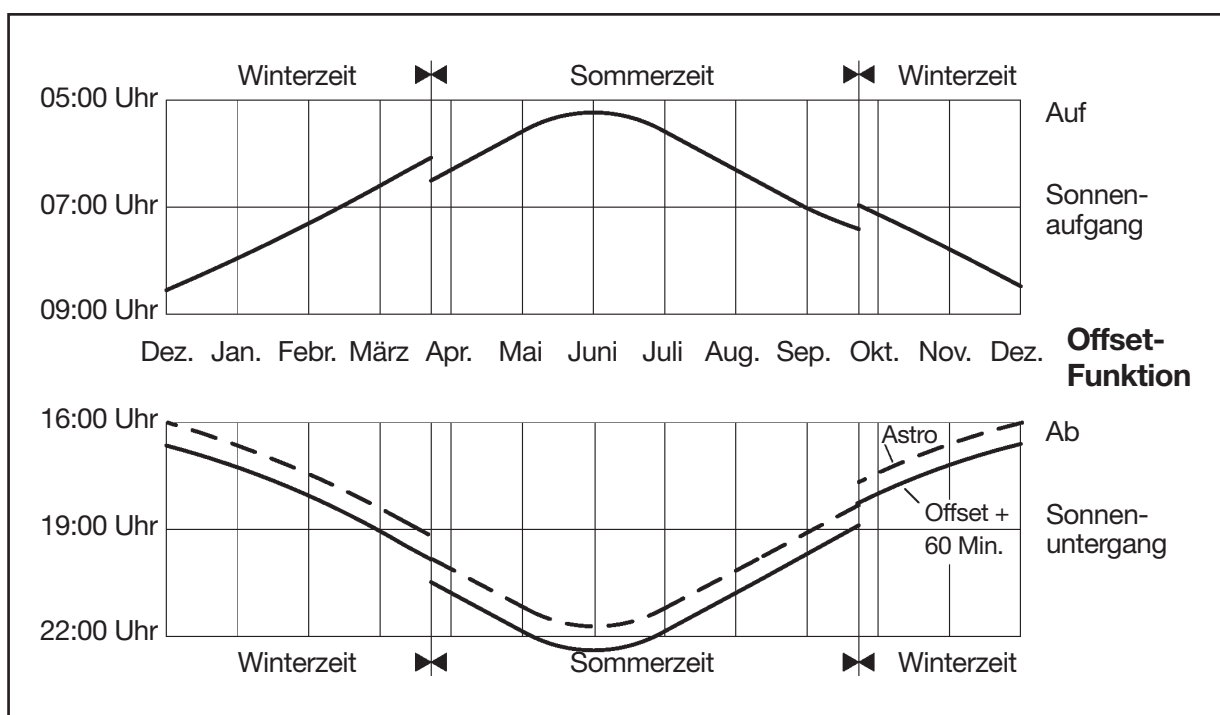 Winterzeit Sommerzeit Winterzeit
05:00 Uhr
Auf
07:00 Uhr
Sonnen-
aufgang
09:00 Uhr
Dez. Jan. Febr. März Apr. Mai Juni Juli Aug. Sep. Okt. Nov. Dez.
Offset-
Funktion
16:00 Uhr
Ab
Astro
19:00 Uhr
Offset +
60 Min.
Sonnen-
untergang
22:00 Uhr
Winterzeit Sommerzeit Winterzeit